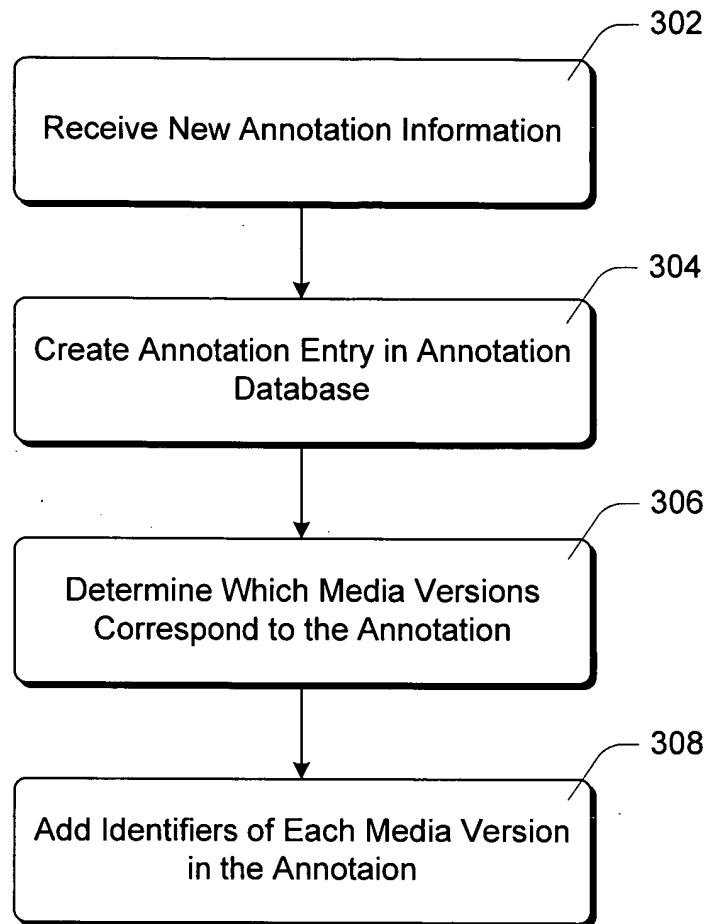 302
Receive New Annotation Information
304
Create Annotation Entry in Annotation
Database
306
Determine Which Media Versions
Correspond to the Annotation
308
Add Identifiers of Each Media Version
in the Annotaion